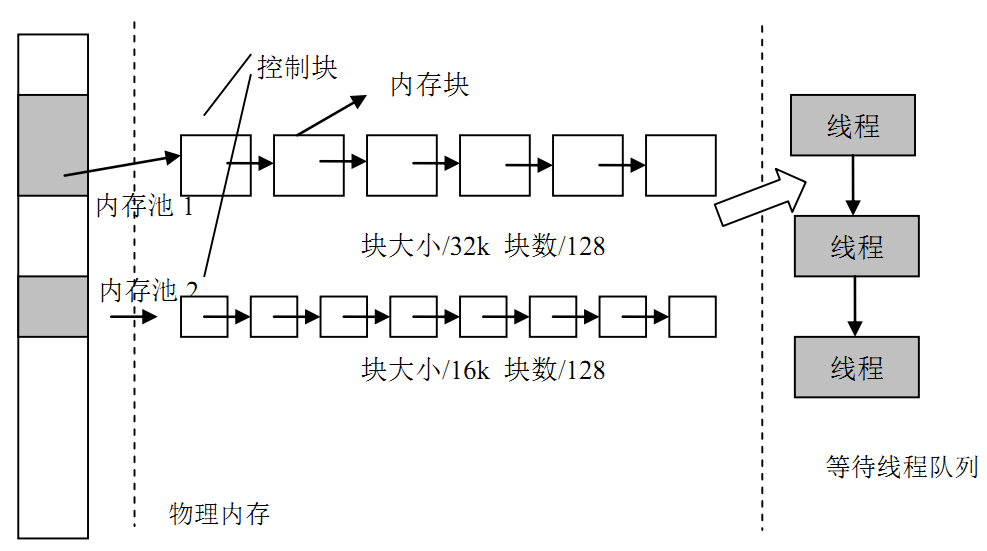 控制块
内存块
线程
内存池 1
块大小/32k 块数/128
线程
内存池 2
块大小/16k 块数/128
线程
等待线程队列
物理内存